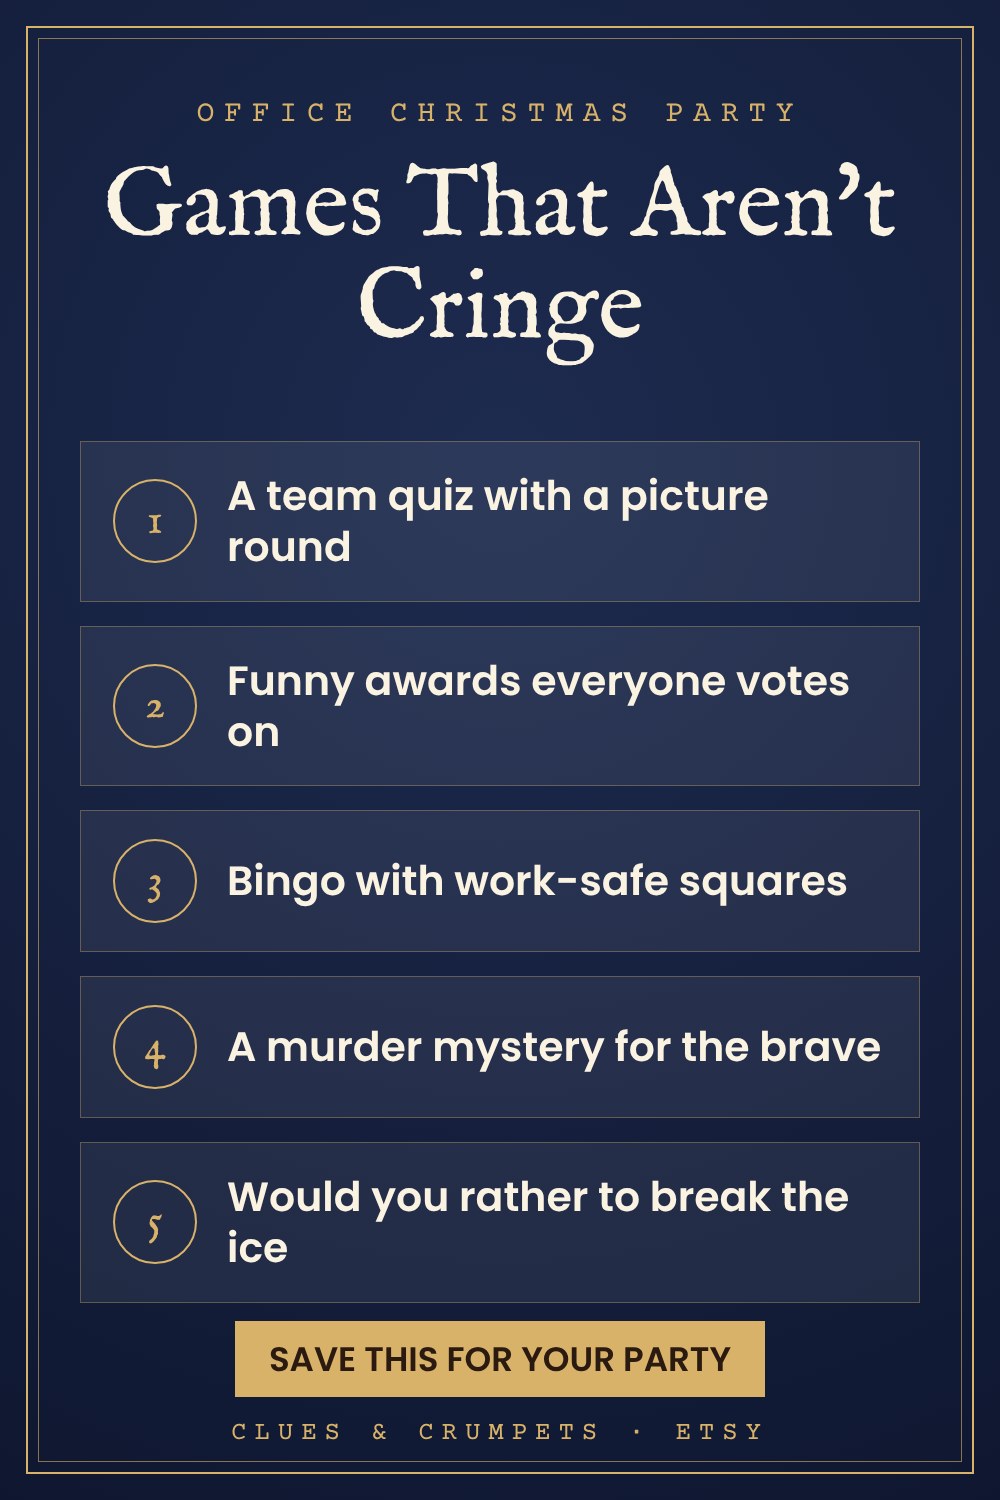 OFFICE CHRISTMAS PARTY
Games That Aren’t
Cringe
1
A team quiz with a picture
round
2
Funny awards everyone votes
on
3
Bingo with work-safe squares
4
A murder mystery for the brave
5
Would you rather to break the
ice
SAVE THIS FOR YOUR PARTY
CLUES & CRUMPETS · ETSY